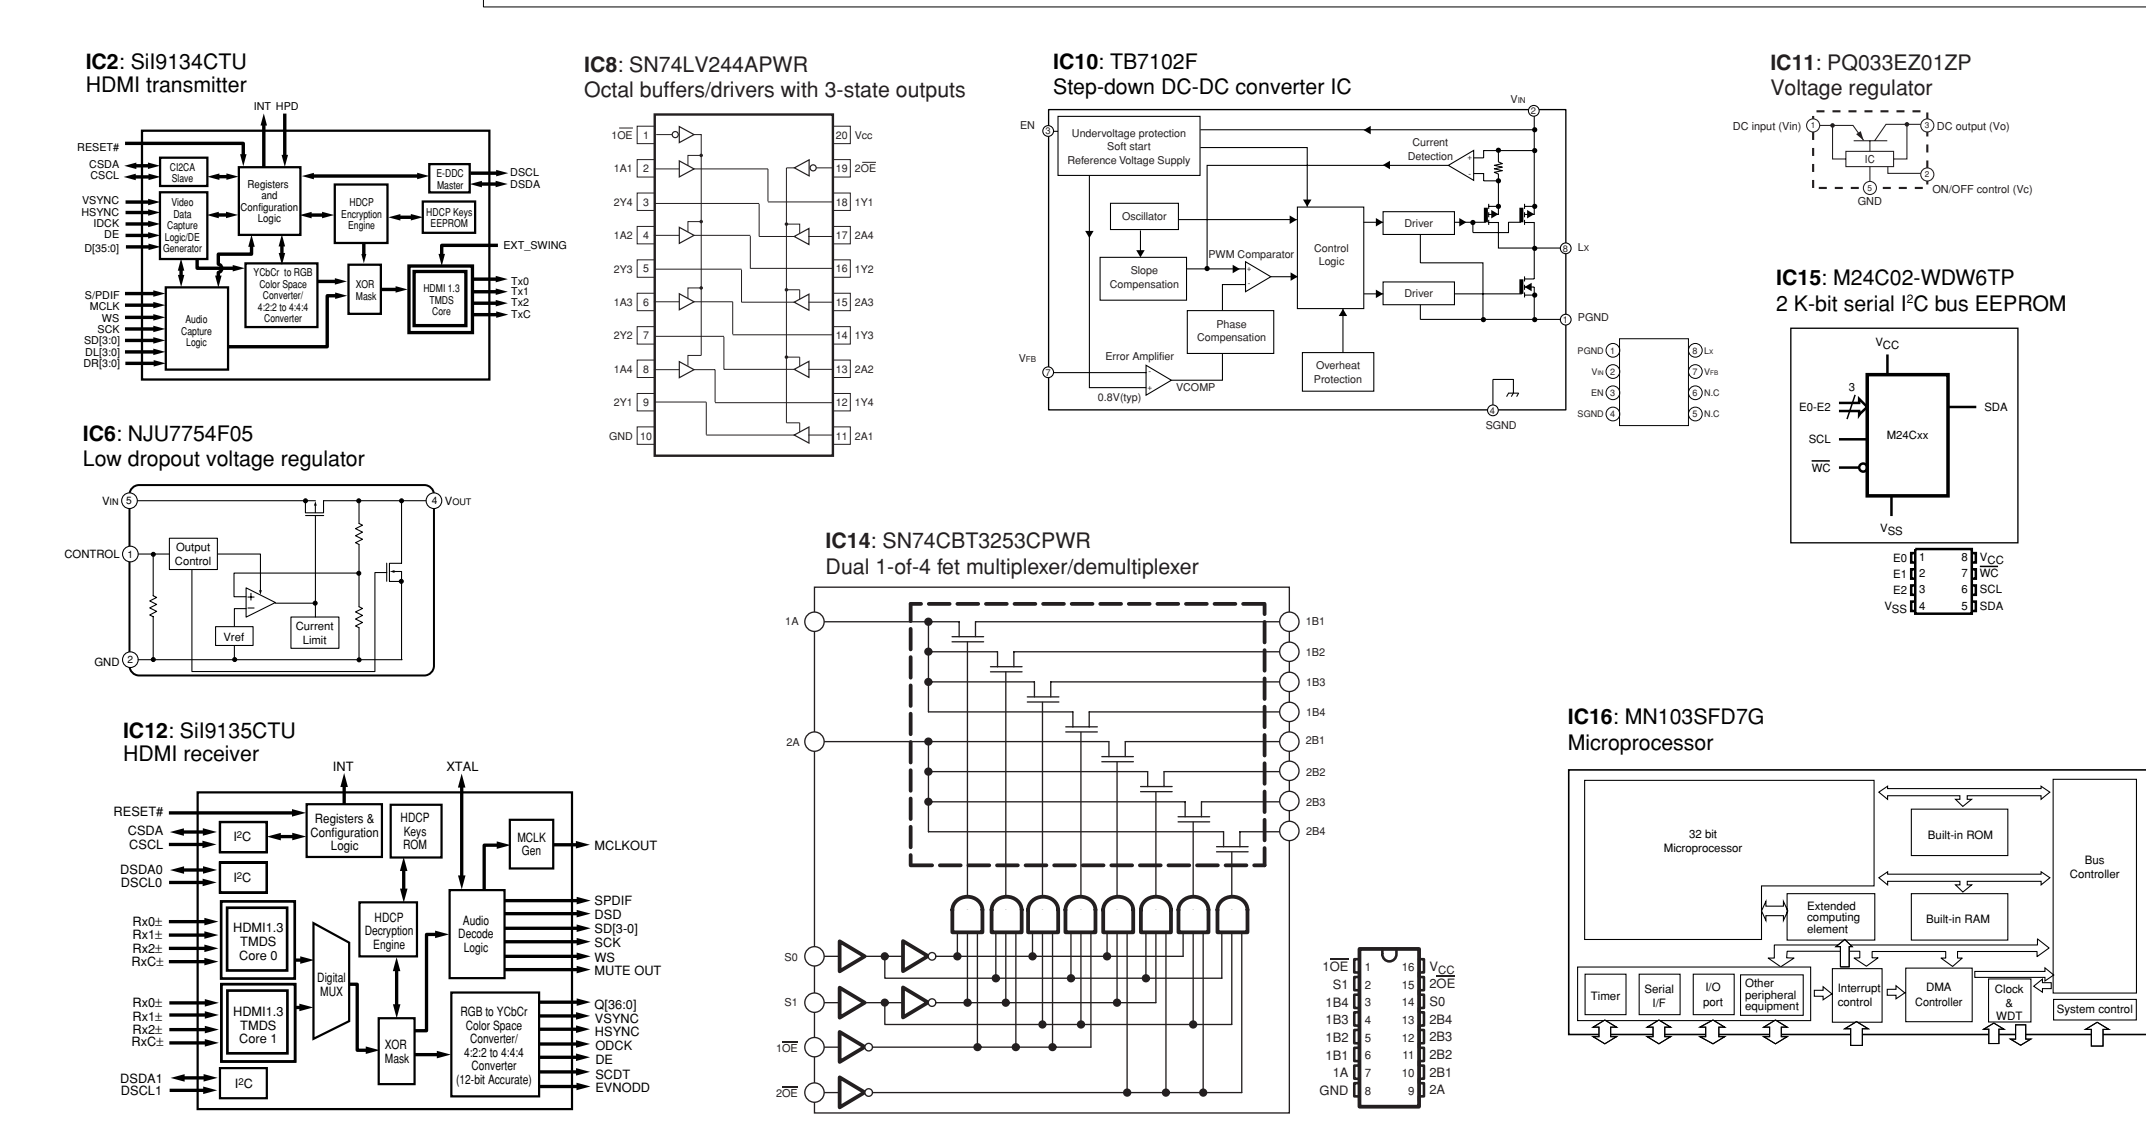 IC2: SiI9134CTU
HDMI transmitter
INT HPD
RESET#
CSDA
CSCL
VSYNC
HSYNC
IDCK
DE
D[35:0]
S/PDIF
MCLK
WS
SCK
SD[3:0]
DL[3:0]
DR[3:0]
CI2CA
Slave
Video
Data
Capture
Logic/DE
Generator
Registers
and
Configuration
Logic
HDCP
Encryption
Engine
E-DDC
Master
HDCP Keys
EEPROM
DSCL
DSDA
EXT_SWING
Audio
Capture
Logic
YCbCr to RGB
Color Space
Converter/
4:2:2 to 4:4:4
Converter
XOR
Mask
HDMI 1.3
TMDS
Core
Tx0
Tx1
Tx2
TxC
IC8: SN74LV244APWR
Octal buffers/drivers with 3-state outputs
1OE 1
1A1 2
2Y4 3
1A2 4
2Y3 5
1A3 6
2Y2 7
1A4 8
2Y1 9
GND 10
20 Vcc
19 2OE
18 1Y1
17 2A4
16 1Y2
15 2A3
14 1Y3
13 2A2
12 1Y4
11 2A1
IC10: TB7102F
Step-down DC-DC converter IC
VIN
2
EN
3
Undervoltage protection
Soft start
Reference Voltage Supply
Current
Detection
+
-
Oscillator
Slope
Compensation
PWM Comparator
+
-
Control
Logic
Driver
Driver
8 Lx
1 PGND
Phase
Compensation
VFB
7
Error Amplifier
-
+
VCOMP
0.8V(typ)
Overheat
Protection
4
SGND
PGND 1
VIN 2
EN 3
SGND 4
8 Lx
7 VFB
6 N.C
5 N.C
IC11: PQ033EZ01ZP
Voltage regulator
DC input (Vin) 1
3 DC output (Vo)
IC
2
ON/OFF control (Vc)
5
GND
IC15: M24C02-WDW6TP
2 K-bit serial I²C bus EEPROM
VCC
3
E0-E2
SCL
WC
M24Cxx
SDA
VSS
E0 1
E1 2
E2 3
VSS 4
8 VCC
7 WC
6 SCL
5 SDA
IC6: NJU7754F05
Low dropout voltage regulator
VIN 5
4 VOUT
CONTROL 1
Output
Control
+
−
Vref
Current
Limit
GND 2
IC14: SN74CBT3253CPWR
Dual 1-of-4 fet multiplexer/demultiplexer
1A
2A
1B1
1B2
1B3
1B4
2B1
2B2
2B3
2B4
S0
S1
1OE
2OE
1OE 1
S1 2
1B4 3
1B3 4
1B2 5
1B1 6
1A 7
GND 8
16 VCC
15 2OE
14 S0
13 2B4
12 2B3
11 2B2
10 2B1
9 2A
IC12: SiI9135CTU
HDMI receiver
INT
XTAL
RESET#
CSDA
CSCL
DSDA0
DSCL0
Rx0±
Rx1±
Rx2±
RxC±
Rx0±
Rx1±
Rx2±
RxC±
DSDA1
DSCL1
I²C
I²C
HDMI1.3
TMDS
Core 0
HDMI1.3
TMDS
Core 1
I²C
Registers &
Configuration
Logic
Digital
MUX
HDCP
Keys
ROM
HDCP
Decryption
Engine
XOR
Mask
MCLK
Gen
Audio
Decode
Logic
RGB to YCbCr
Color Space
Converter/
4:2:2 to 4:4:4
Converter
(12-bit Accurate)
MCLKOUT
SPDIF
DSD
SD[3-0]
SCK
WS
MUTE OUT
Q[36:0]
VSYNC
HSYNC
ODCK
DE
SCDT
EVNODD
IC16: MN103SFD7G
Microprocessor
32 bit
Microprocessor
Extended
computing
element
Built-in ROM
Built-in RAM
Bus
Controller
Timer
Serial
I/F
I/O
port
Other
peripheral
equipment
Interrupt
control
DMA
Controller
Clock
&
WDT
System control